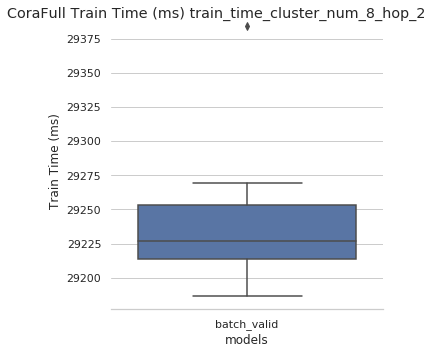 CoraFull Train Time (ms) train_time_cluster_num_8_hop_2
29375
29350
29325
29300
29275
29250
29225
29200
Train Time (ms)
batch_valid
models